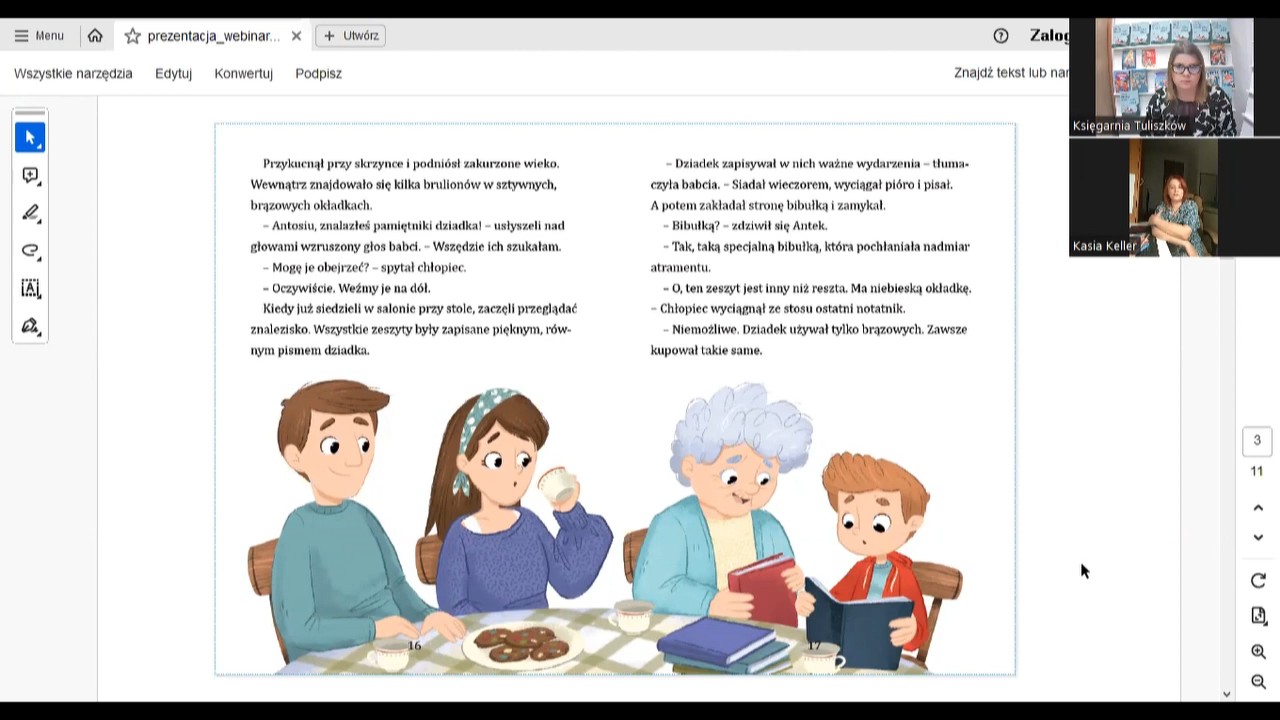 Menu
prezentacja_webinar...
Utwórz
Zalog
Wszystkie narzędzia
Edytuj
Konwertuj
Podpisz
Znajdź tekst lub nar
Księgarnia Tuliszków
Kasia Keller
Przykucnął przy skrzynce i podniósł zakurzone wieko.
Wewnątrz znajdowało się kilka brulionów w sztywnych,
brązowych okładkach.
– Antosiu, znalazłeś pamiętniki dziadka! – usłyszeli nad
głowami wzruszony głos babci. – Wszędzie ich szukałam.
– Mogę je obejrzeć? – spytał chłopiec.
– Oczywiście. Weźmy je na dół.
Kiedy już siedzieli w salonie przy stole, zaczęli przeglądać
znalezisko. Wszystkie zeszyty były zapisane pięknym, rów-
nym pismem dziadka.
16
– Dziadek zapisywał w nich ważne wydarzenia – tłuma-
czyła babcia. – Siadał wieczorem, wyciągał pióro i pisał.
A potem zakładał stronę bibułką i zamykał.
– Bibułką? – zdziwił się Antek.
– Tak, taką specjalną bibułką, która pochłaniała nadmiar
atramentu.
– O, ten zeszyt jest inny niż reszta. Ma niebieską okładkę.
– Chłopiec wyciągnął ze stosu ostatni notatnik.
– Niemożliwe. Dziadek używał tylko brązowych. Zawsze
kupował takie same.
17
3
11